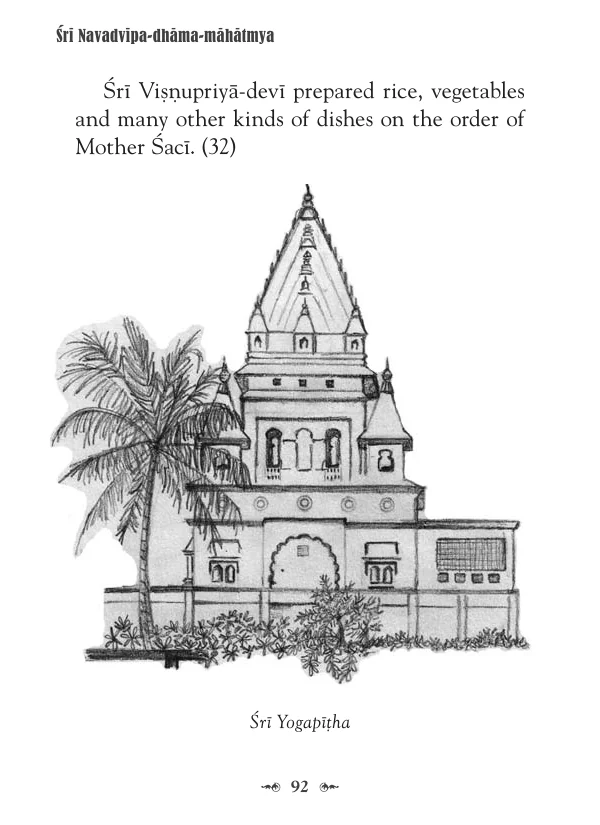 Śrī Navadvīpa-dhāma-māhātmya
Śrī Viṣṇupriyā-devī prepared rice, vegetables
and many other kinds of dishes on the order of
Mother Śacī. (32)
Śrī Yogapīṭha
92